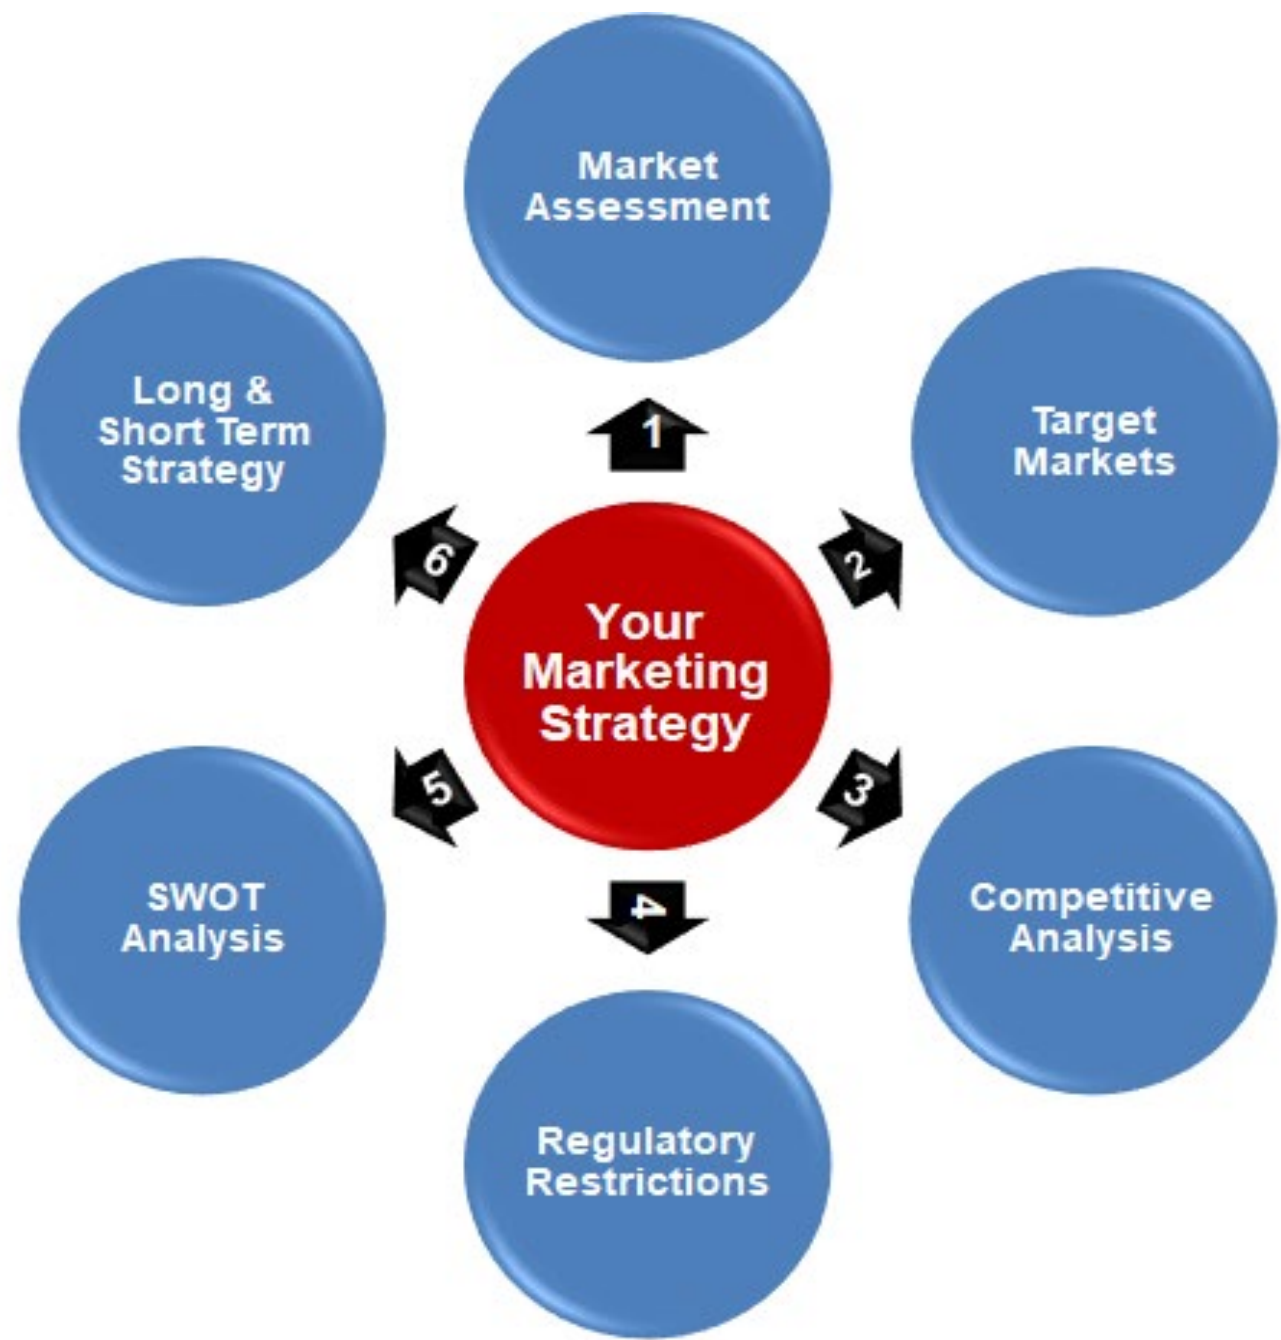 Market
Assessment
Long &
Short Term
Strategy
Target
Markets
1
6
2
Your
Marketing
Strategy
5
3
SWOT
Analysis
4
Competitive
Analysis
Regulatory
Restrictions